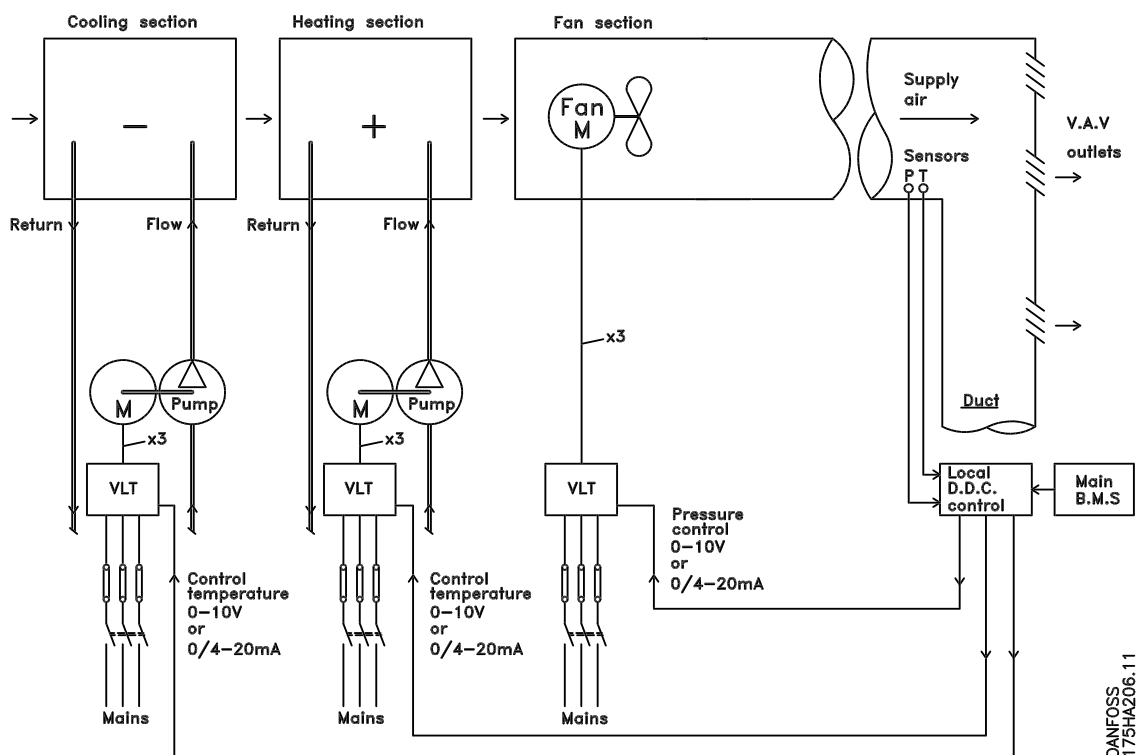 Cooling section
Heating section
Fan section
−
+
Fan
M
Supply
air
V.A.V
outlets
Sensors
P T
Return
Flow
Return
Flow
x3
M
Pump
M
Pump
Duct
x3
x3
VLT
VLT
VLT
Local
D.D.C.
control
Main
B.M.S
Pressure
control
0-10V
or
0/4-20mA
Control
temperature
0-10V
or
0/4-20mA
Control
temperature
0-10V
or
0/4-20mA
Mains
Mains
Mains
DANFOSS
175HA206.11